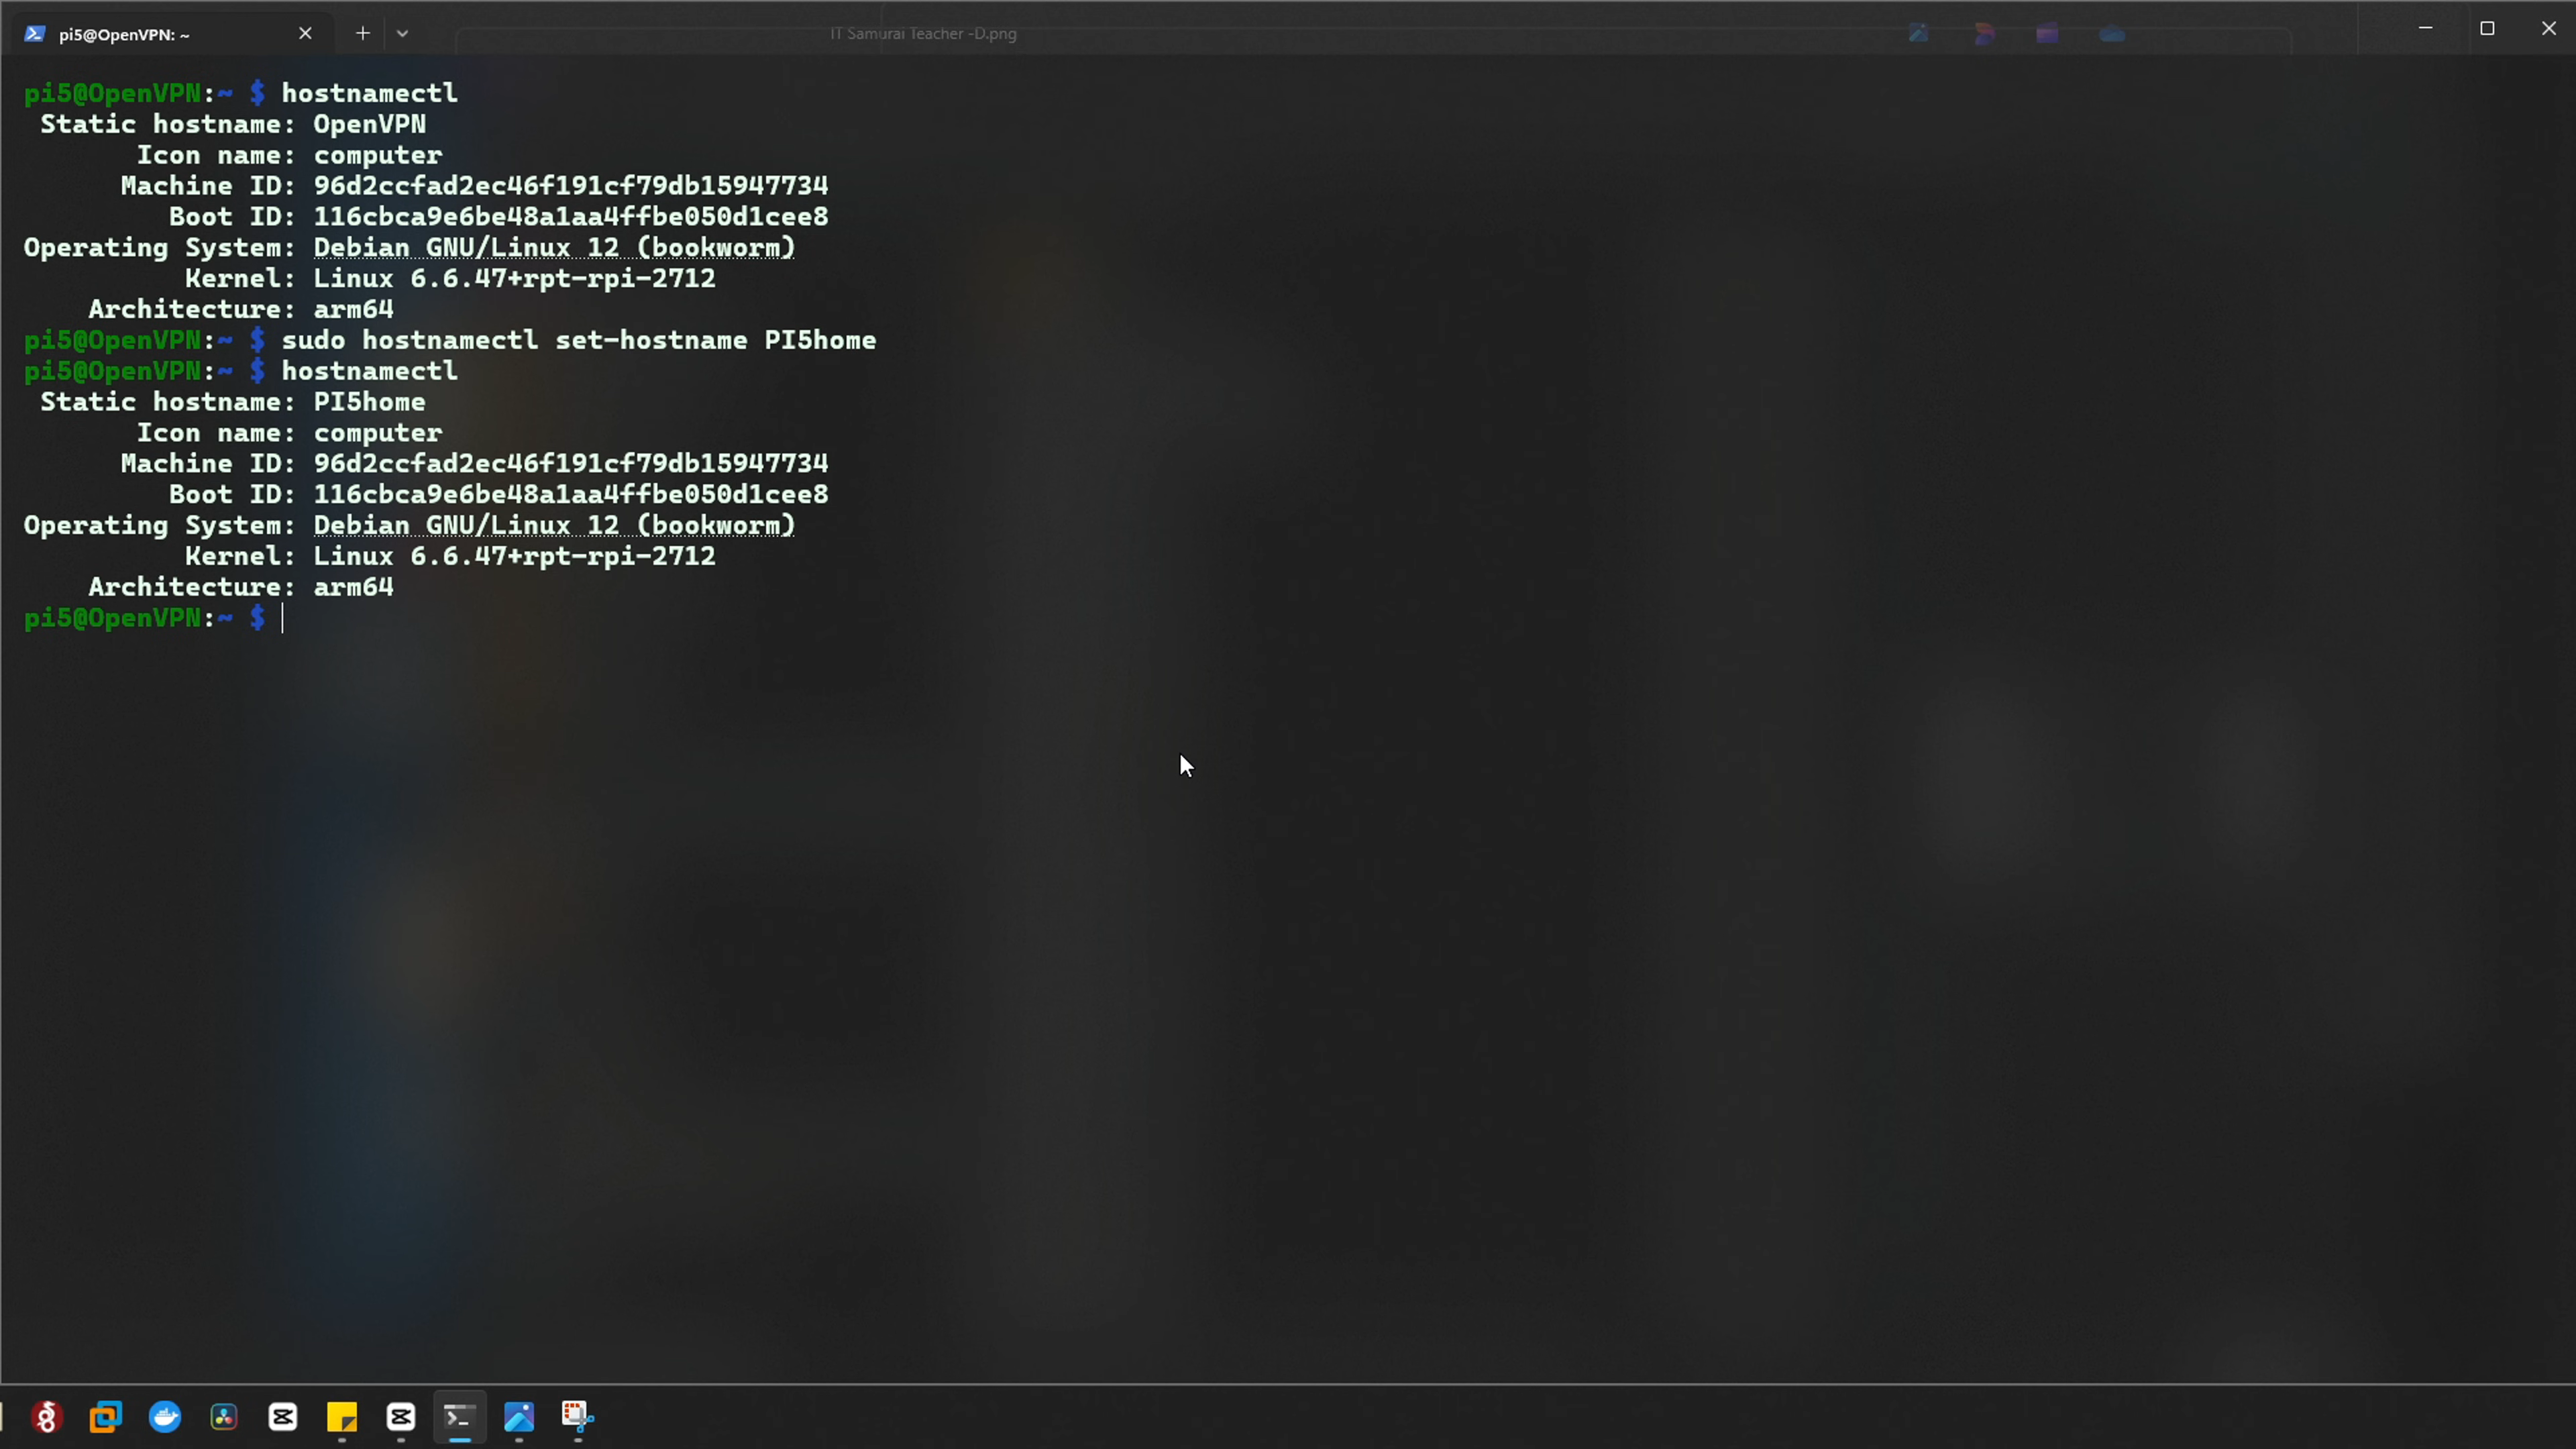 pi5@OpenVPN: ~
IT Samurai Teacher -D.png
pi5@OpenVPN:~ $ hostnamectl
Static hostname: OpenVPN
Icon name: computer
Machine ID: 96d2ccfad2ec46f191cf79db15947734
Boot ID: 116cbca9e6be48a1aa4ffbe050d1cee8
Operating System: Debian GNU/Linux 12 (bookworm)
Kernel: Linux 6.6.47+rpt-rpi-2712
Architecture: arm64
pi5@OpenVPN:~ $ sudo hostnamectl set-hostname PI5home
pi5@OpenVPN:~ $ hostnamectl
Static hostname: PI5home
Icon name: computer
Machine ID: 96d2ccfad2ec46f191cf79db15947734
Boot ID: 116cbca9e6be48a1aa4ffbe050d1cee8
Operating System: Debian GNU/Linux 12 (bookworm)
Kernel: Linux 6.6.47+rpt-rpi-2712
Architecture: arm64
pi5@OpenVPN:~ $